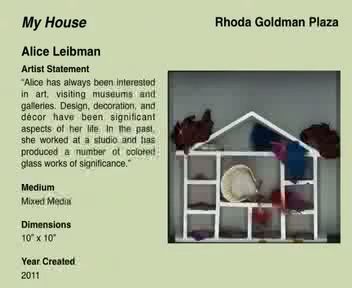 My House
Rhoda Goldman Plaza
Alice Leibman
Artist Statement
“Alice has always been interested
in art, visiting museums and
galleries. Design, decoration, and
décor have been significant
aspects of her life. In the past,
she worked at a studio and has
produced a number of colored
glass works of significance.”
Medium
Mixed Media
Dimensions
10” x 10”
Year Created
2011